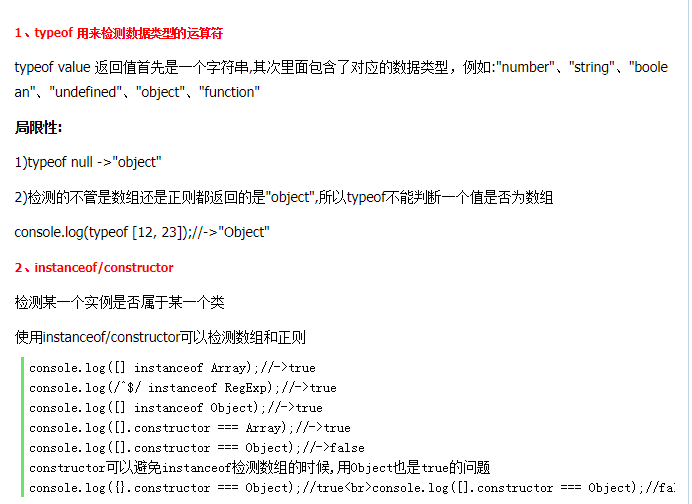 1、typeof 用来检测数据类型的运算符
typeof value 返回值首先是一个字符串,其次里面包含了对应的数据类型，例如:"number"、"string"、"boole
an"、"undefined"、"object"、"function"
局限性:
1)typeof null ->"object"
2)检测的不管是数组还是正则都返回的是"object",所以typeof不能判断一个值是否为数组
console.log(typeof [12, 23]);//->"Object"
2、instanceof/constructor
检测某一个实例是否属于某一个类
使用instanceof/constructor可以检测数组和正则
console.log([] instanceof Array);//->true
console.log(/^$/ instanceof RegExp);//->true
console.log([] instanceof Object);//->true
console.log([].constructor === Array);//->true
console.log([].constructor === Object);//->false
constructor可以避免instanceof检测数组的时候,用Object也是true的问题
console.log({}.constructor === Object);//true<br>console.log([].constructor === Object);//fa